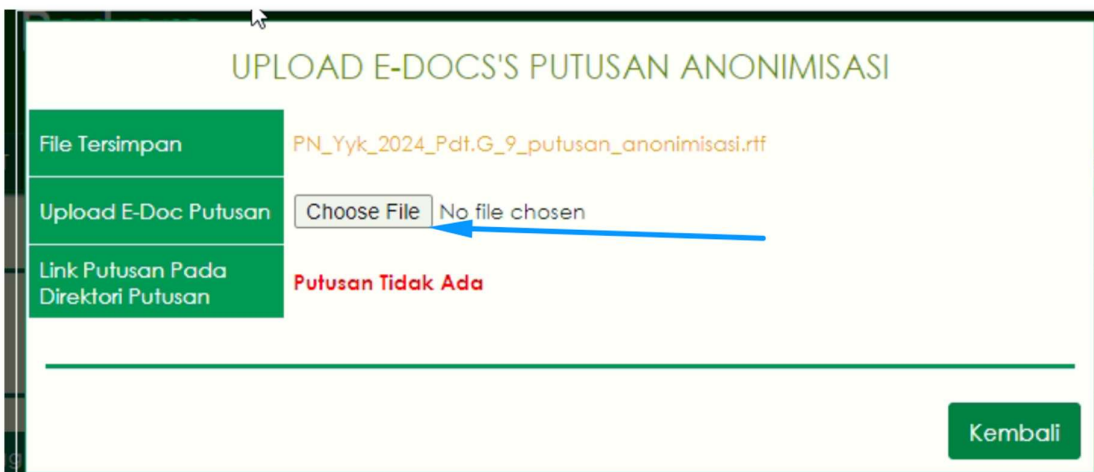 UPLOAD E-DOCS'S PUTUSAN ANONIMISASI
File Tersimpan PN_Yyk_2024_Pdt.G_9_putusan_anonimisasi.rtf
Upload E-Doc Putusan Choose File No file chosen
Link Putusan Pada
Direktori Putusan Putusan Tidak Ada
Kembali